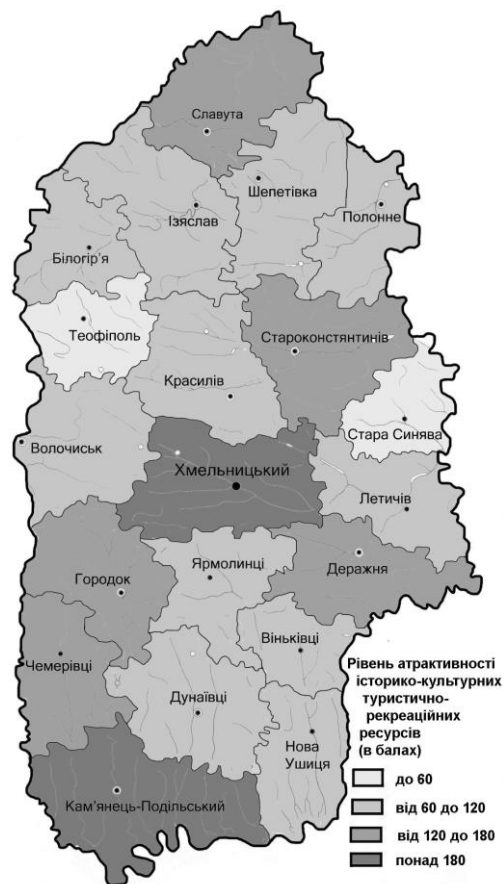 Славута
Шепетівка
Ізяслав
Полонне
Білогір'я
Теофіполь
Староконстянтинів
Красилів
Стара Синява
Волочиськ
Хмельницький
Летичів
Ярмолинці
Деражня
Городок
Віньківці
Чемерівці
Дунаївці
Нова
Ушиця
Кам'янець-Подільський
Рівень атрактивності
історико-культурних
туристично-
рекреаційних
ресурсів
(в балах)
до 60
від 60 до 120
від 120 до 180
понад 180